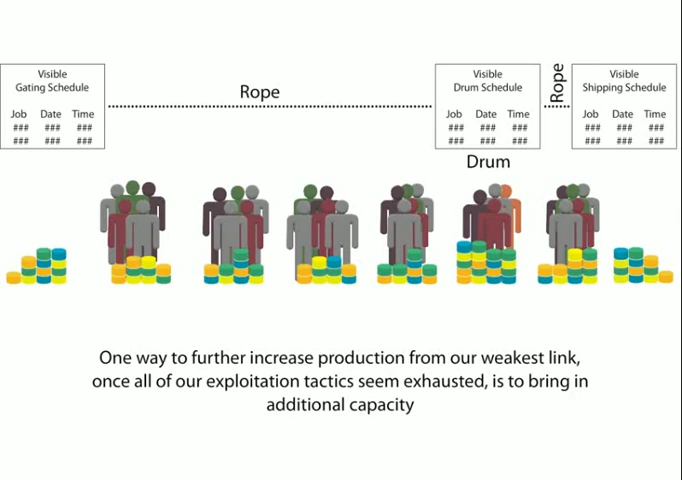 Visible
Gating Schedule
Job Date Time
### ### ###
### ### ###
Rope
Visible
Drum Schedule
Job Date Time
### ### ###
### ### ###
Rope
Visible
Shipping Schedule
Job Date Time
### ### ###
### ### ###
Drum
One way to further increase production from our weakest link,
once all of our exploitation tactics seem exhausted, is to bring in
additional capacity